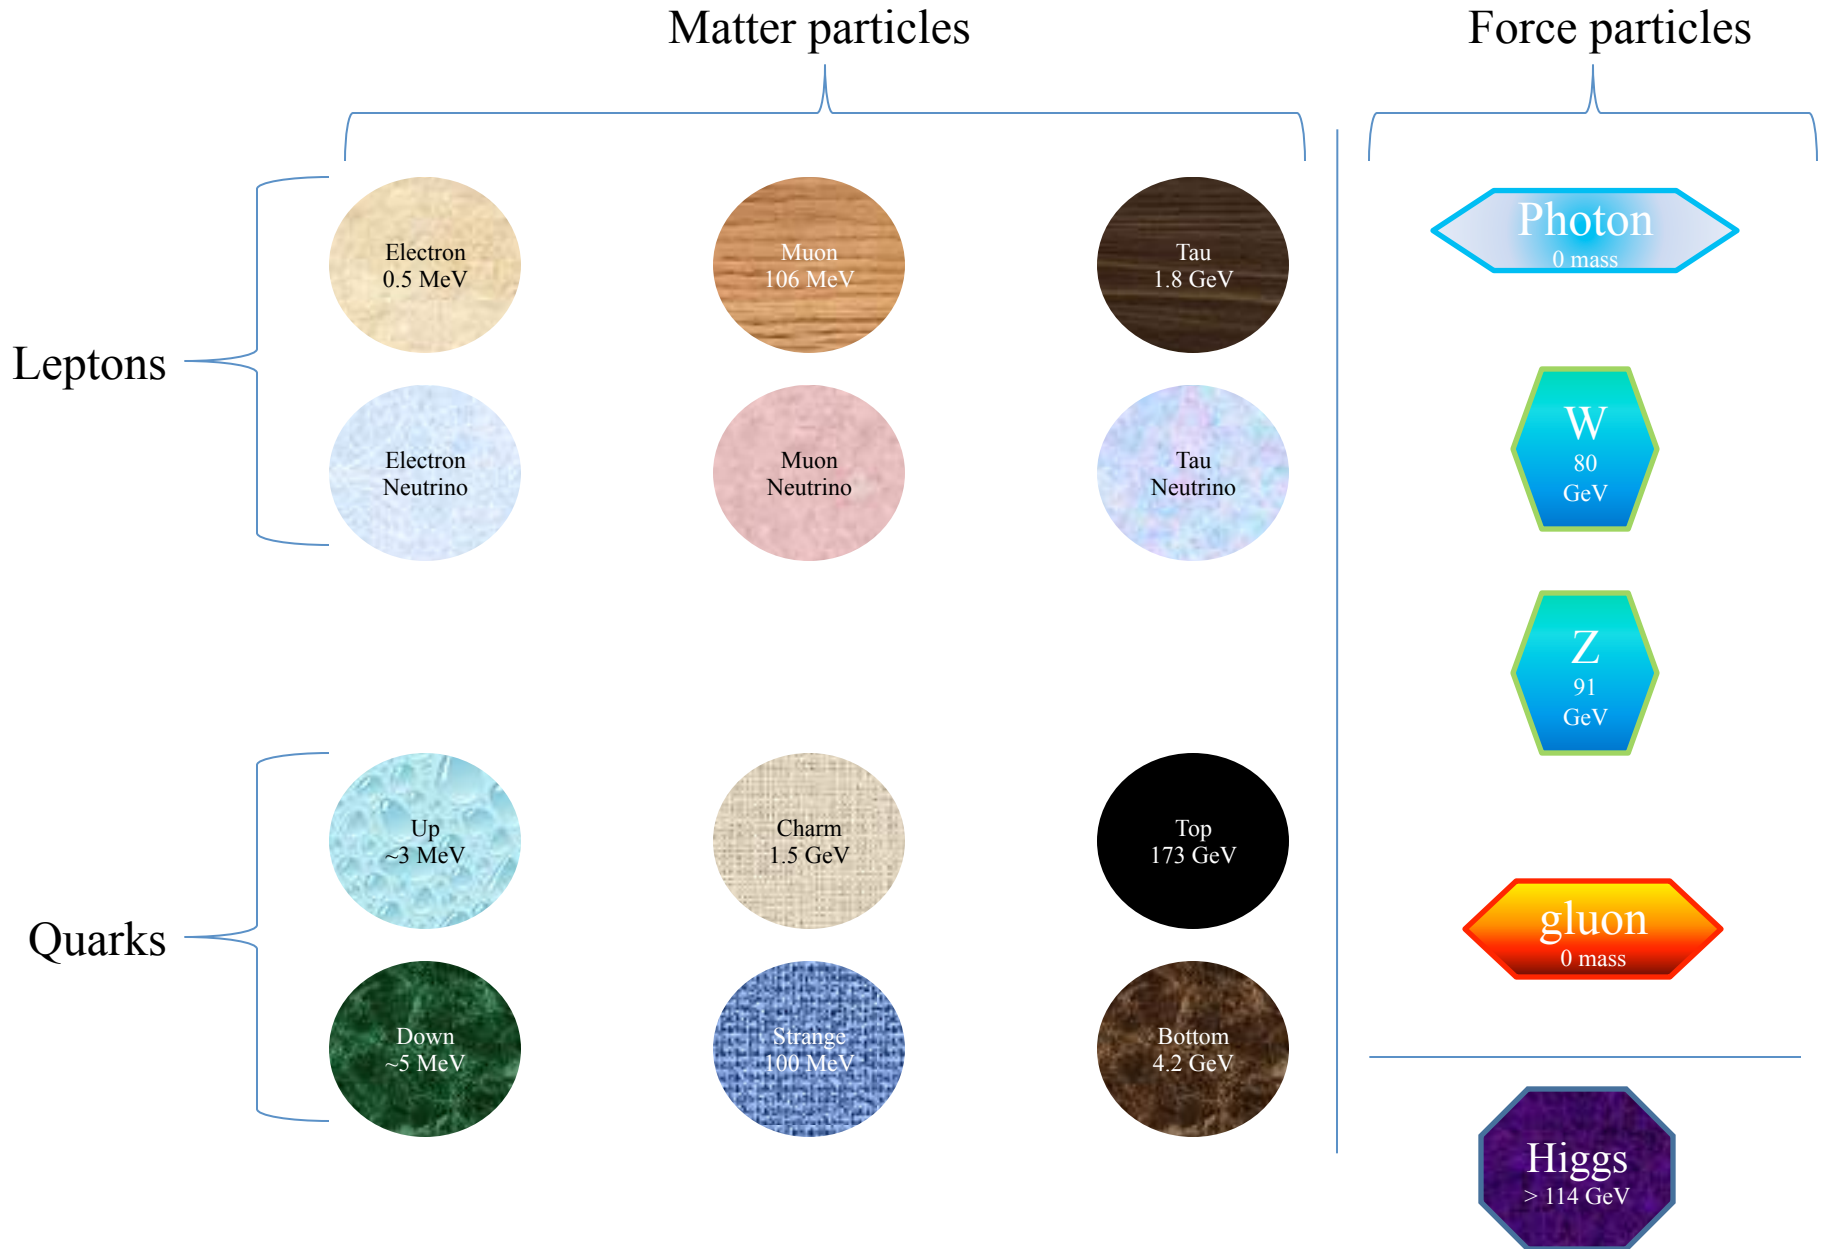 Matter particles
Force particles
Leptons
Electron
0.5 MeV
Muon
106 MeV
Tau
1.8 GeV
Electron
Neutrino
Muon
Neutrino
Tau
Neutrino
Quarks
Up
~3 MeV
Charm
1.5 GeV
Top
173 GeV
Down
~5 MeV
Strange
100 MeV
Bottom
4.2 GeV
Photon
0 mass
W
80
GeV
Z
91
GeV
gluon
0 mass
Higgs
> 114 GeV